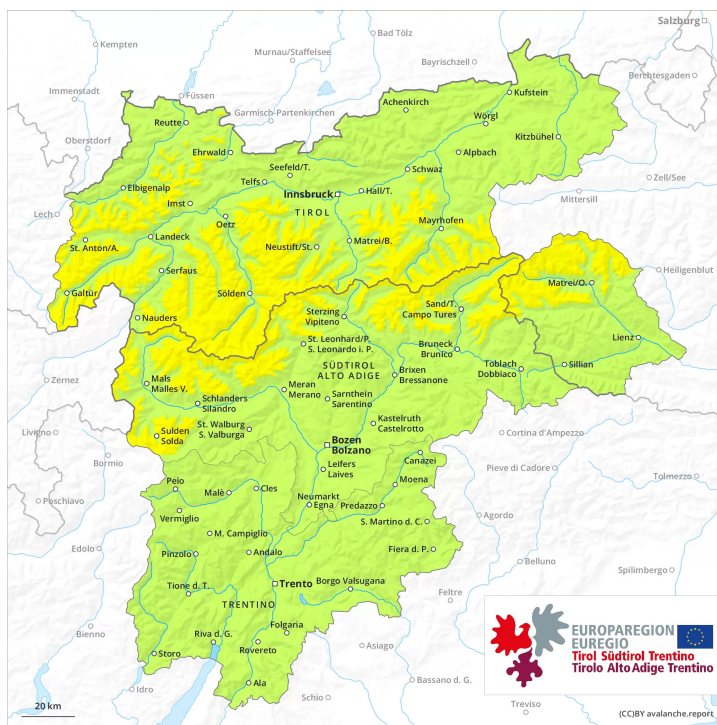 Salzburg
Kempten
Bad Tölz
Murnau/Staffelsee
Bayrischzell
Berchtesgaden
Immenstadt
Füssen
Garmisch-Partenkirchen
Achenkirch
Kufstein
Reutte
Wörgl
Oberstdorf
Ehrwald
Kitzbühel
Alpbach
Seefeld/T.
Schwaz
Telfs
Zell/See
Elbigenalp
Innsbruck
Hall/T.
Mittersill
Imst
Lech
TIROL
Oetz
Mayrhofen
St. Anton/A.
Landeck
Neustift/St.
Matrei/B.
Serfaus
Heiligenblut
Galtür
Sölden
Matrei/O.
Nauders
Sand/T.
Campo Tures
Sterzing
Vipiteno
Lienz
St. Leonhard/P.
S. Leonardo i. P.
Bruneck
Brunico
Toblach
Dobbiaco
Sillian
SÜDTIROL
ALTO ADIGE
Brixen
Bressanone
Zernez
Mals
Malles V.
Meran
Merano
Schlanders
Silandro
Sarnthein
Sarentino
Kastelruth
Castelrotto
Livigno
Sulden
Solda
St. Walburg
S. Valburga
Cortina d'Ampezzo
Bozen
Bolzano
Bormio
Canazei
Pieve di Cadore
Leifers
Laives
Tolmezzo
Peio
Moena
Poschiavo
Malè
Cles
Neumarkt
Egna
Predazzo
Vermiglio
Agordo
S. Martino d. C.
M. Campiglio
Edolo
Pinzolo
Andalo
Fiera d. P.
Belluno
Spilimbergo
Tione d. T.
Trento
Borgo Valsugana
Feltre
TRENTINO
Folgaria
Bienno
Riva d. G.
Rovereto
Asiago
Storo
Bassano d. G.
Idro
Ala
Schio
Treviso
EUROPAREGION
EUREGIO
Tirol Südtirol Trentino
Tirolo Alto Adige Trentino
20 km
(CC)BY avalanche.report